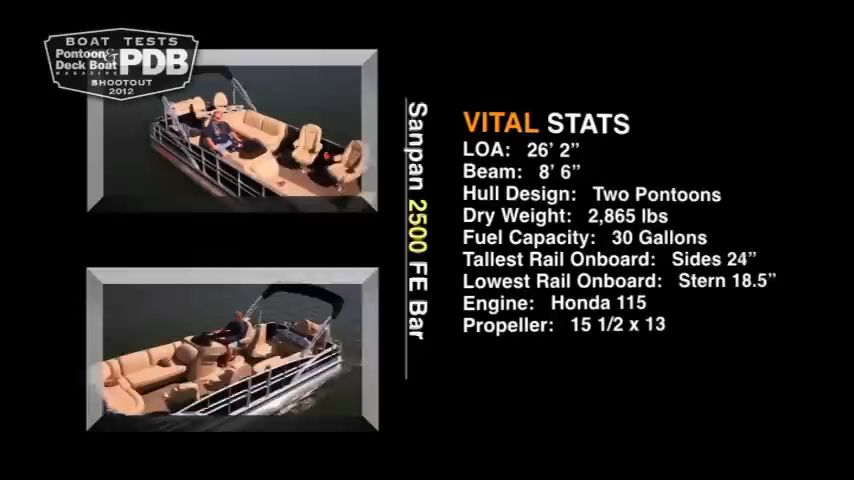 BOAT TESTS
Pontoon &
Deck Boat PDB
MAGAZINE
SHOOTOUT
2012
Sanpan 2500 FE Bar
VITAL STATS
LOA: 26' 2"
Beam: 8' 6"
Hull Design: Two Pontoons
Dry Weight: 2,865 lbs
Fuel Capacity: 30 Gallons
Tallest Rail Onboard: Sides 24"
Lowest Rail Onboard: Stern 18.5"
Engine: Honda 115
Propeller: 15 1/2 x 13